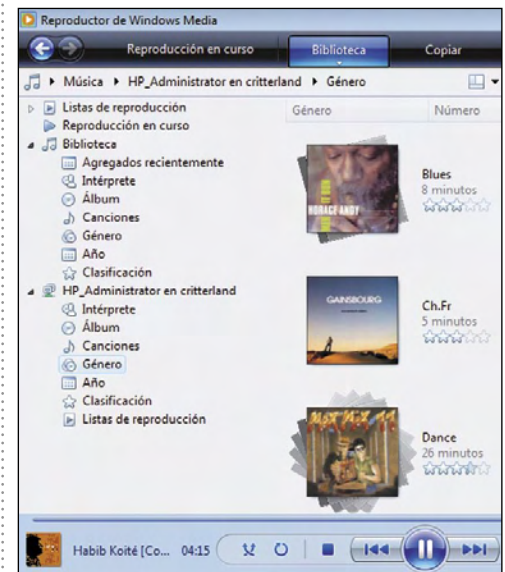 Reproductor de Windows Media
Reproducción en curso Biblioteca Copiar
Música HP_Administrator en critterland Género
Listas de reproducción
Reproducción en curso
Biblioteca
Agregados recientemente
Intérprete
Álbum
Canciones
Género
Año
Clasificación
HP_Administrator en critterland
Intérprete
Álbum
Canciones
Género
Año
Clasificación
Listas de reproducción
Género Número
HORACE ANDY
Blues
8 minutos
GAINSBOURG
Ch.Fr
5 minutos
Dance
26 minutos
Habib Koité [Co... 04:15